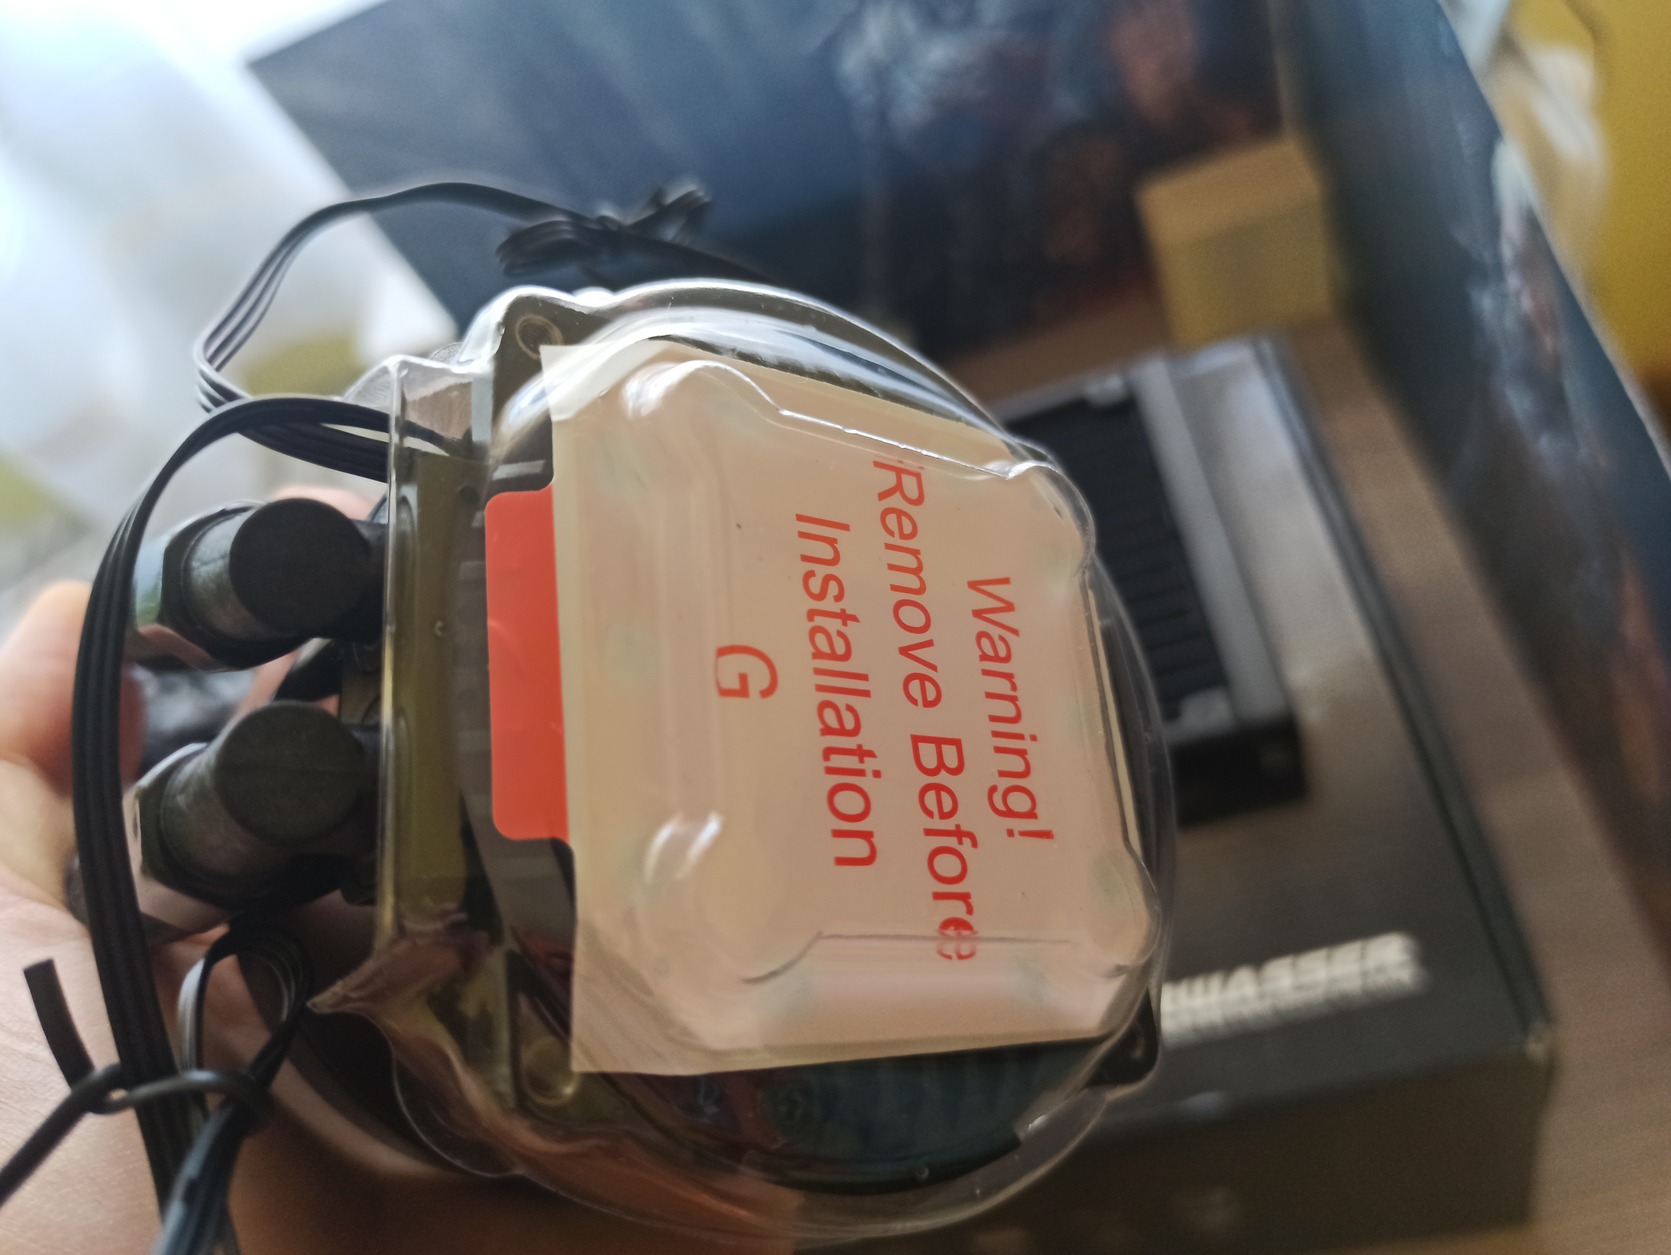 Warning!
Remove Before
Installation
G